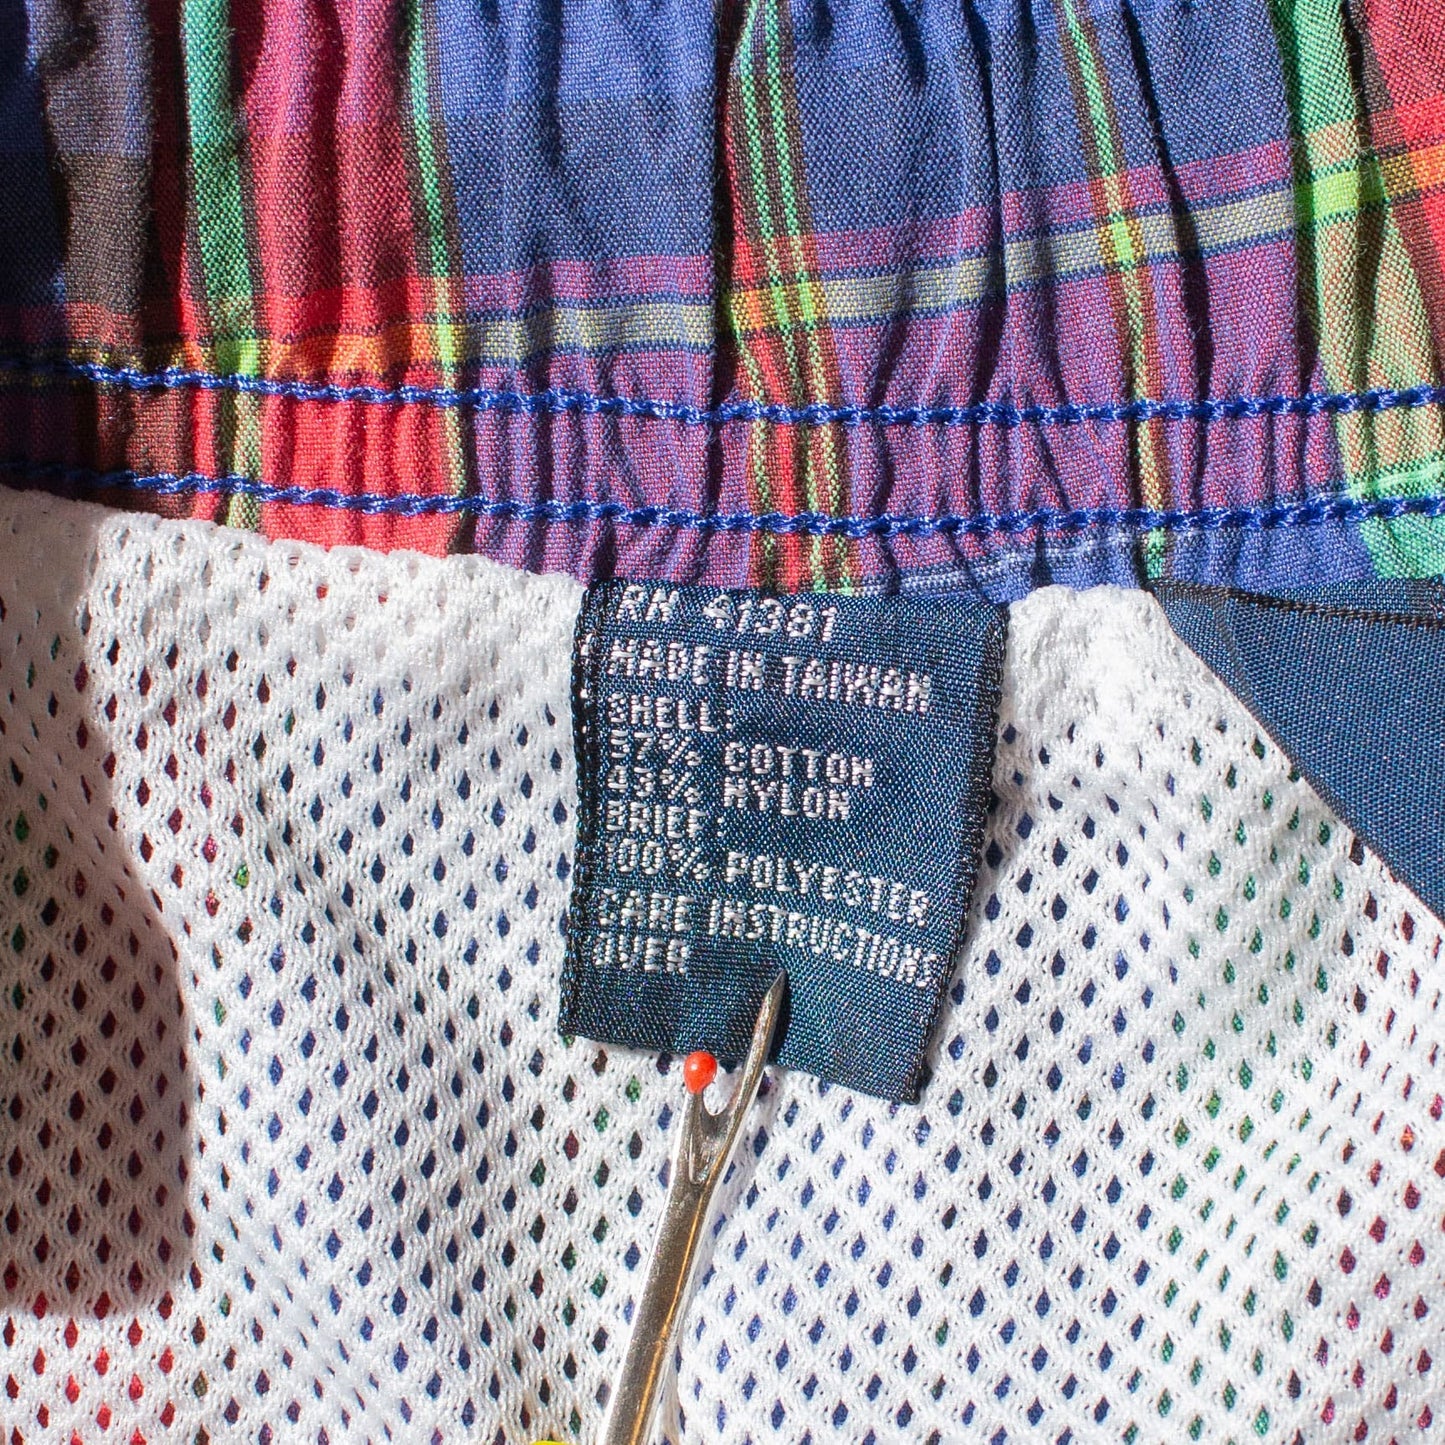 RN 41381
MADE IN TAIWAN
SHELL:
57% COTTON
43% NYLON
BRIEF:
100% POLYESTER
CARE INSTRUCTIONS
OVER